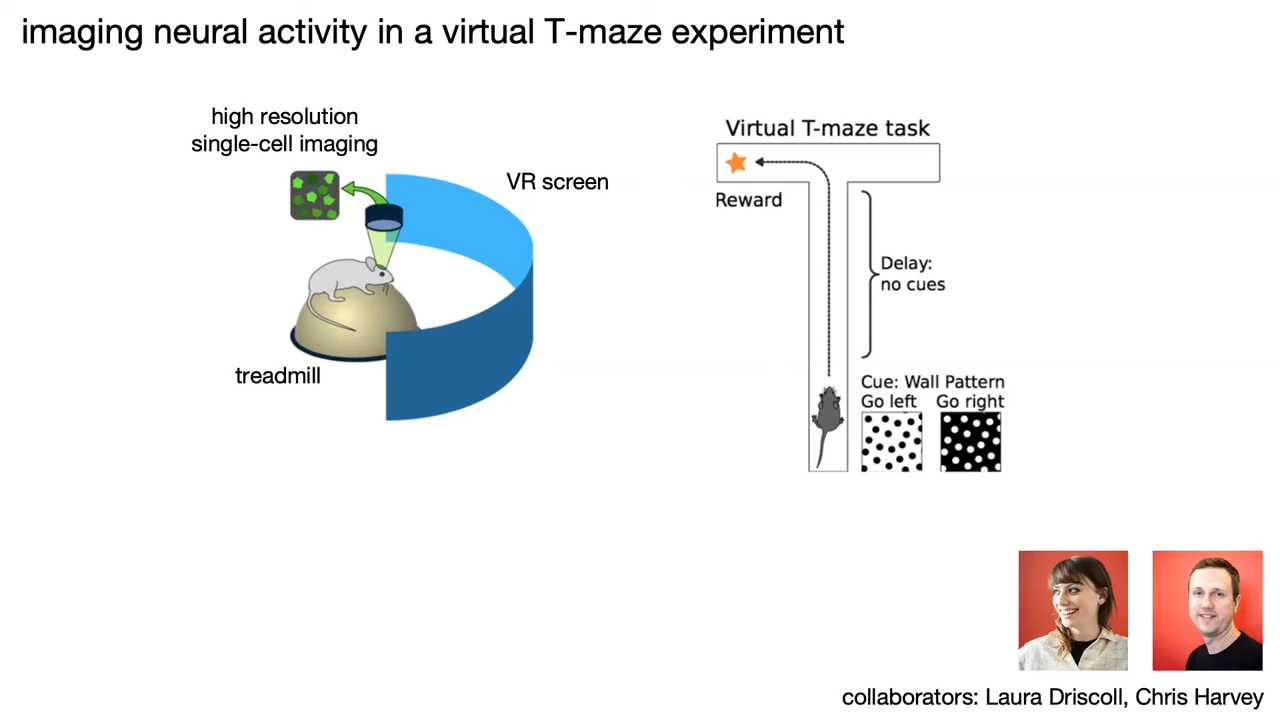 imaging neural activity in a virtual T-maze experiment
high resolution
single-cell imaging
VR screen
treadmill
Virtual T-maze task
Reward
Delay:
no cues
Cue: Wall Pattern
Go left Go right
collaborators: Laura Driscoll, Chris Harvey